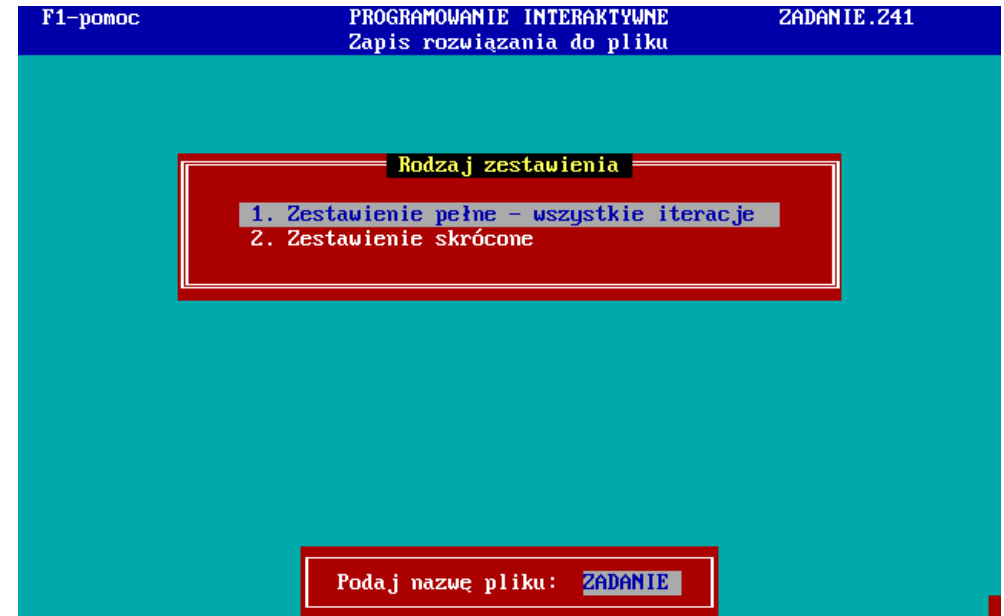 F1-pomoc PROGRAMOWANIE INTERAKTYWNE ZADANIE.Z41
Zapis rozwiązania do pliku
Rodzaj zestawienia
1. Zestawienie pełne - wszystkie iteracje
2. Zestawienie skrócone
Podaj nazwę pliku: ZADANIE